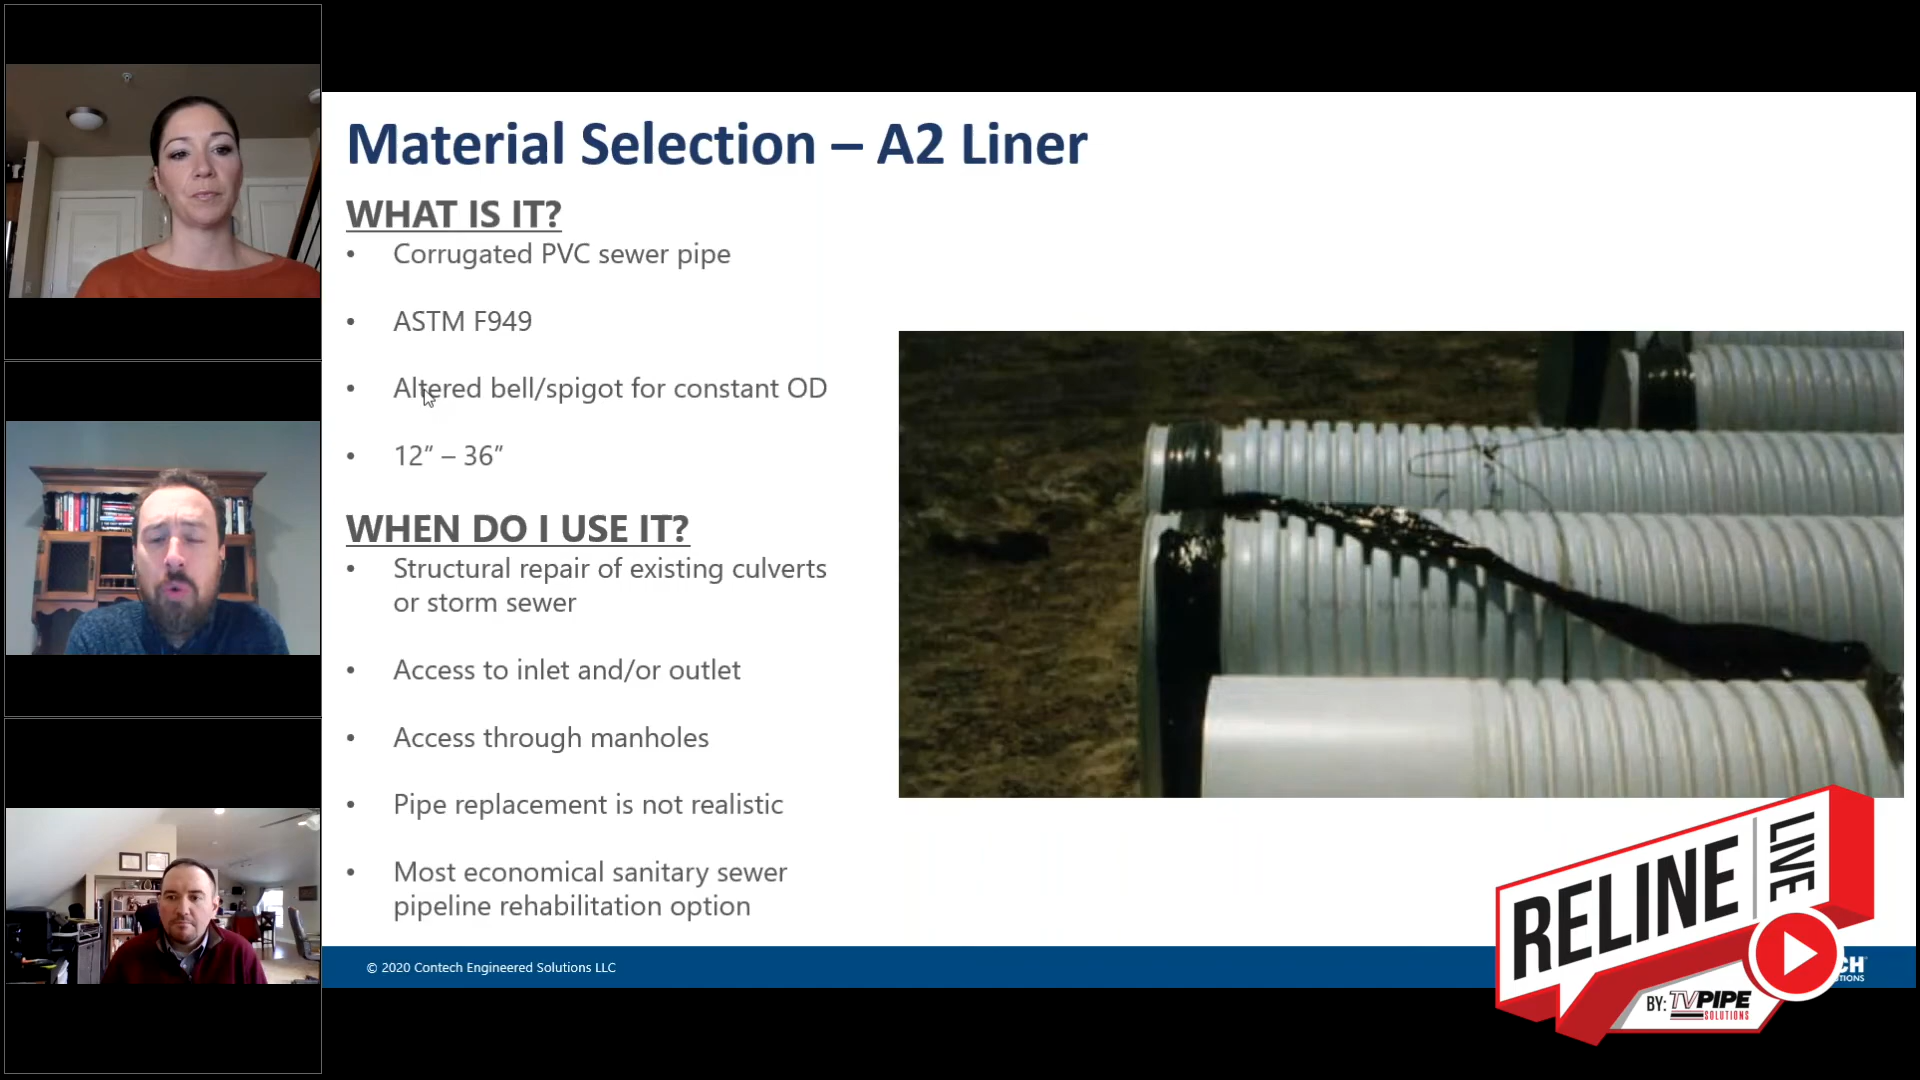 Material Selection – A2 Liner
WHAT IS IT?
• Corrugated PVC sewer pipe
• ASTM F949
• Altered bell/spigot for constant OD
• 12” – 36”
WHEN DO I USE IT?
• Structural repair of existing culverts
or storm sewer
• Access to inlet and/or outlet
• Access through manholes
• Pipe replacement is not realistic
• Most economical sanitary sewer
pipeline rehabilitation option
© 2020 Contech Engineered Solutions LLC
RELINE
LIVE
BY: TVPIPE
SOLUTIONS